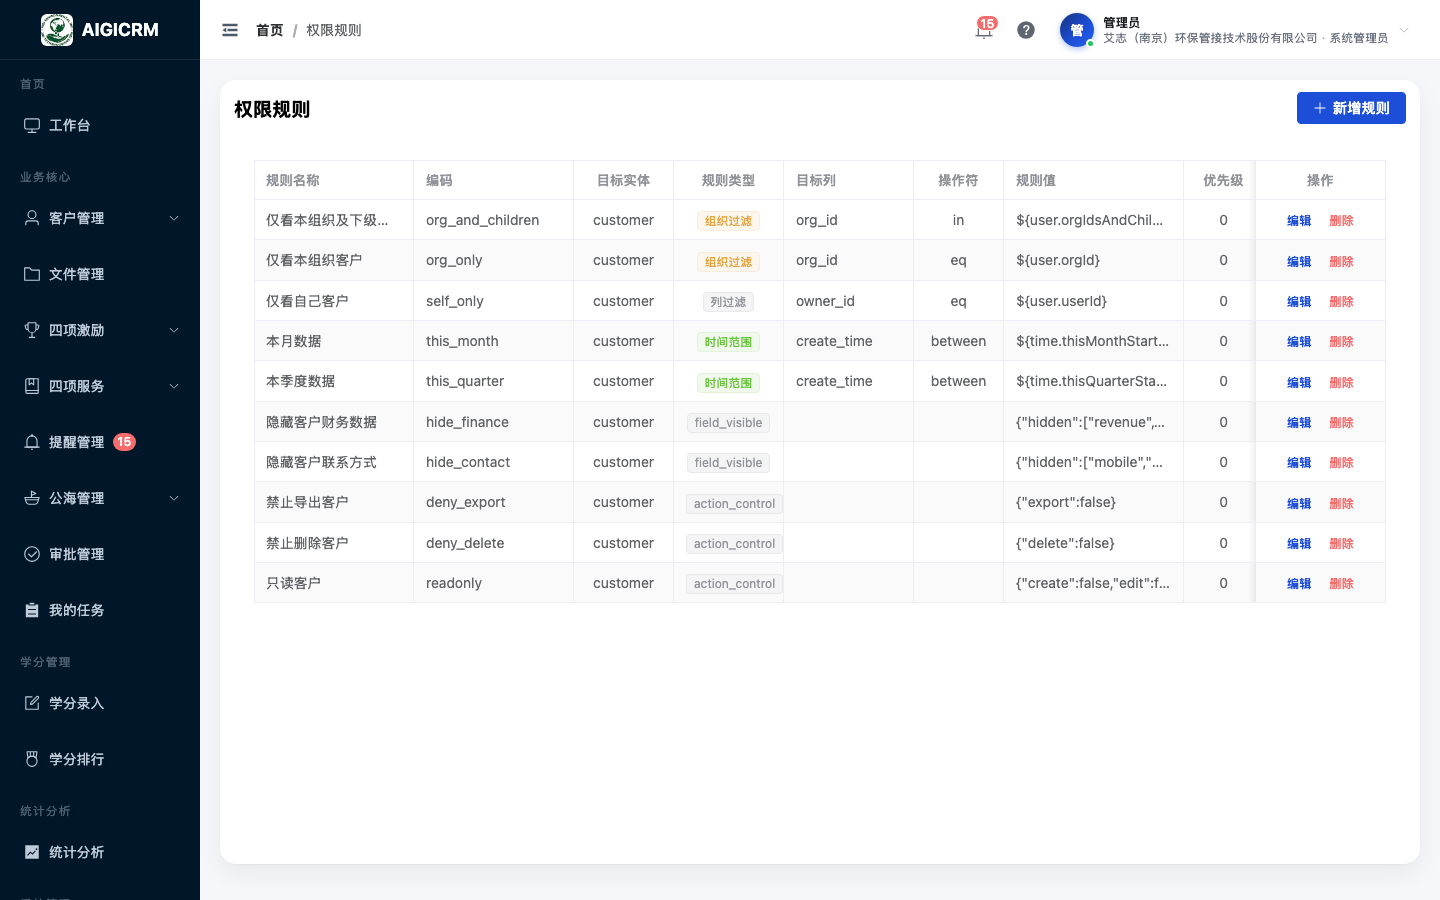 AIGICRM
首页
工作台
业务核心
客户管理
文件管理
四项激励
四项服务
提醒管理 15
公海管理
审批管理
我的任务
学分管理
学分录入
学分排行
统计分析
统计分析
首页 / 权限规则
15
管
管理员
艾志（南京）环保管接技术股份有限公司 · 系统管理员
权限规则
新增规则
规则名称 编码 目标实体 规则类型 目标列 操作符 规则值 优先级 操作
仅看本组织及下级... org_and_children customer 组织过滤 org_id in ${user.orgIdsAndChil... 0 编辑 删除
仅看本组织客户 org_only customer 组织过滤 org_id eq ${user.orgId} 0 编辑 删除
仅看自己客户 self_only customer 列过滤 owner_id eq ${user.userId} 0 编辑 删除
本月数据 this_month customer 时间范围 create_time between ${time.thisMonthStart... 0 编辑 删除
本季度数据 this_quarter customer 时间范围 create_time between ${time.thisQuarterSta... 0 编辑 删除
隐藏客户财务数据 hide_finance customer field_visible {"hidden":["revenue",... 0 编辑 删除
隐藏客户联系方式 hide_contact customer field_visible {"hidden":["mobile","... 0 编辑 删除
禁止导出客户 deny_export customer action_control {"export":false} 0 编辑 删除
禁止删除客户 deny_delete customer action_control {"delete":false} 0 编辑 删除
只读客户 readonly customer action_control {"create":false,"edit":f... 0 编辑 删除